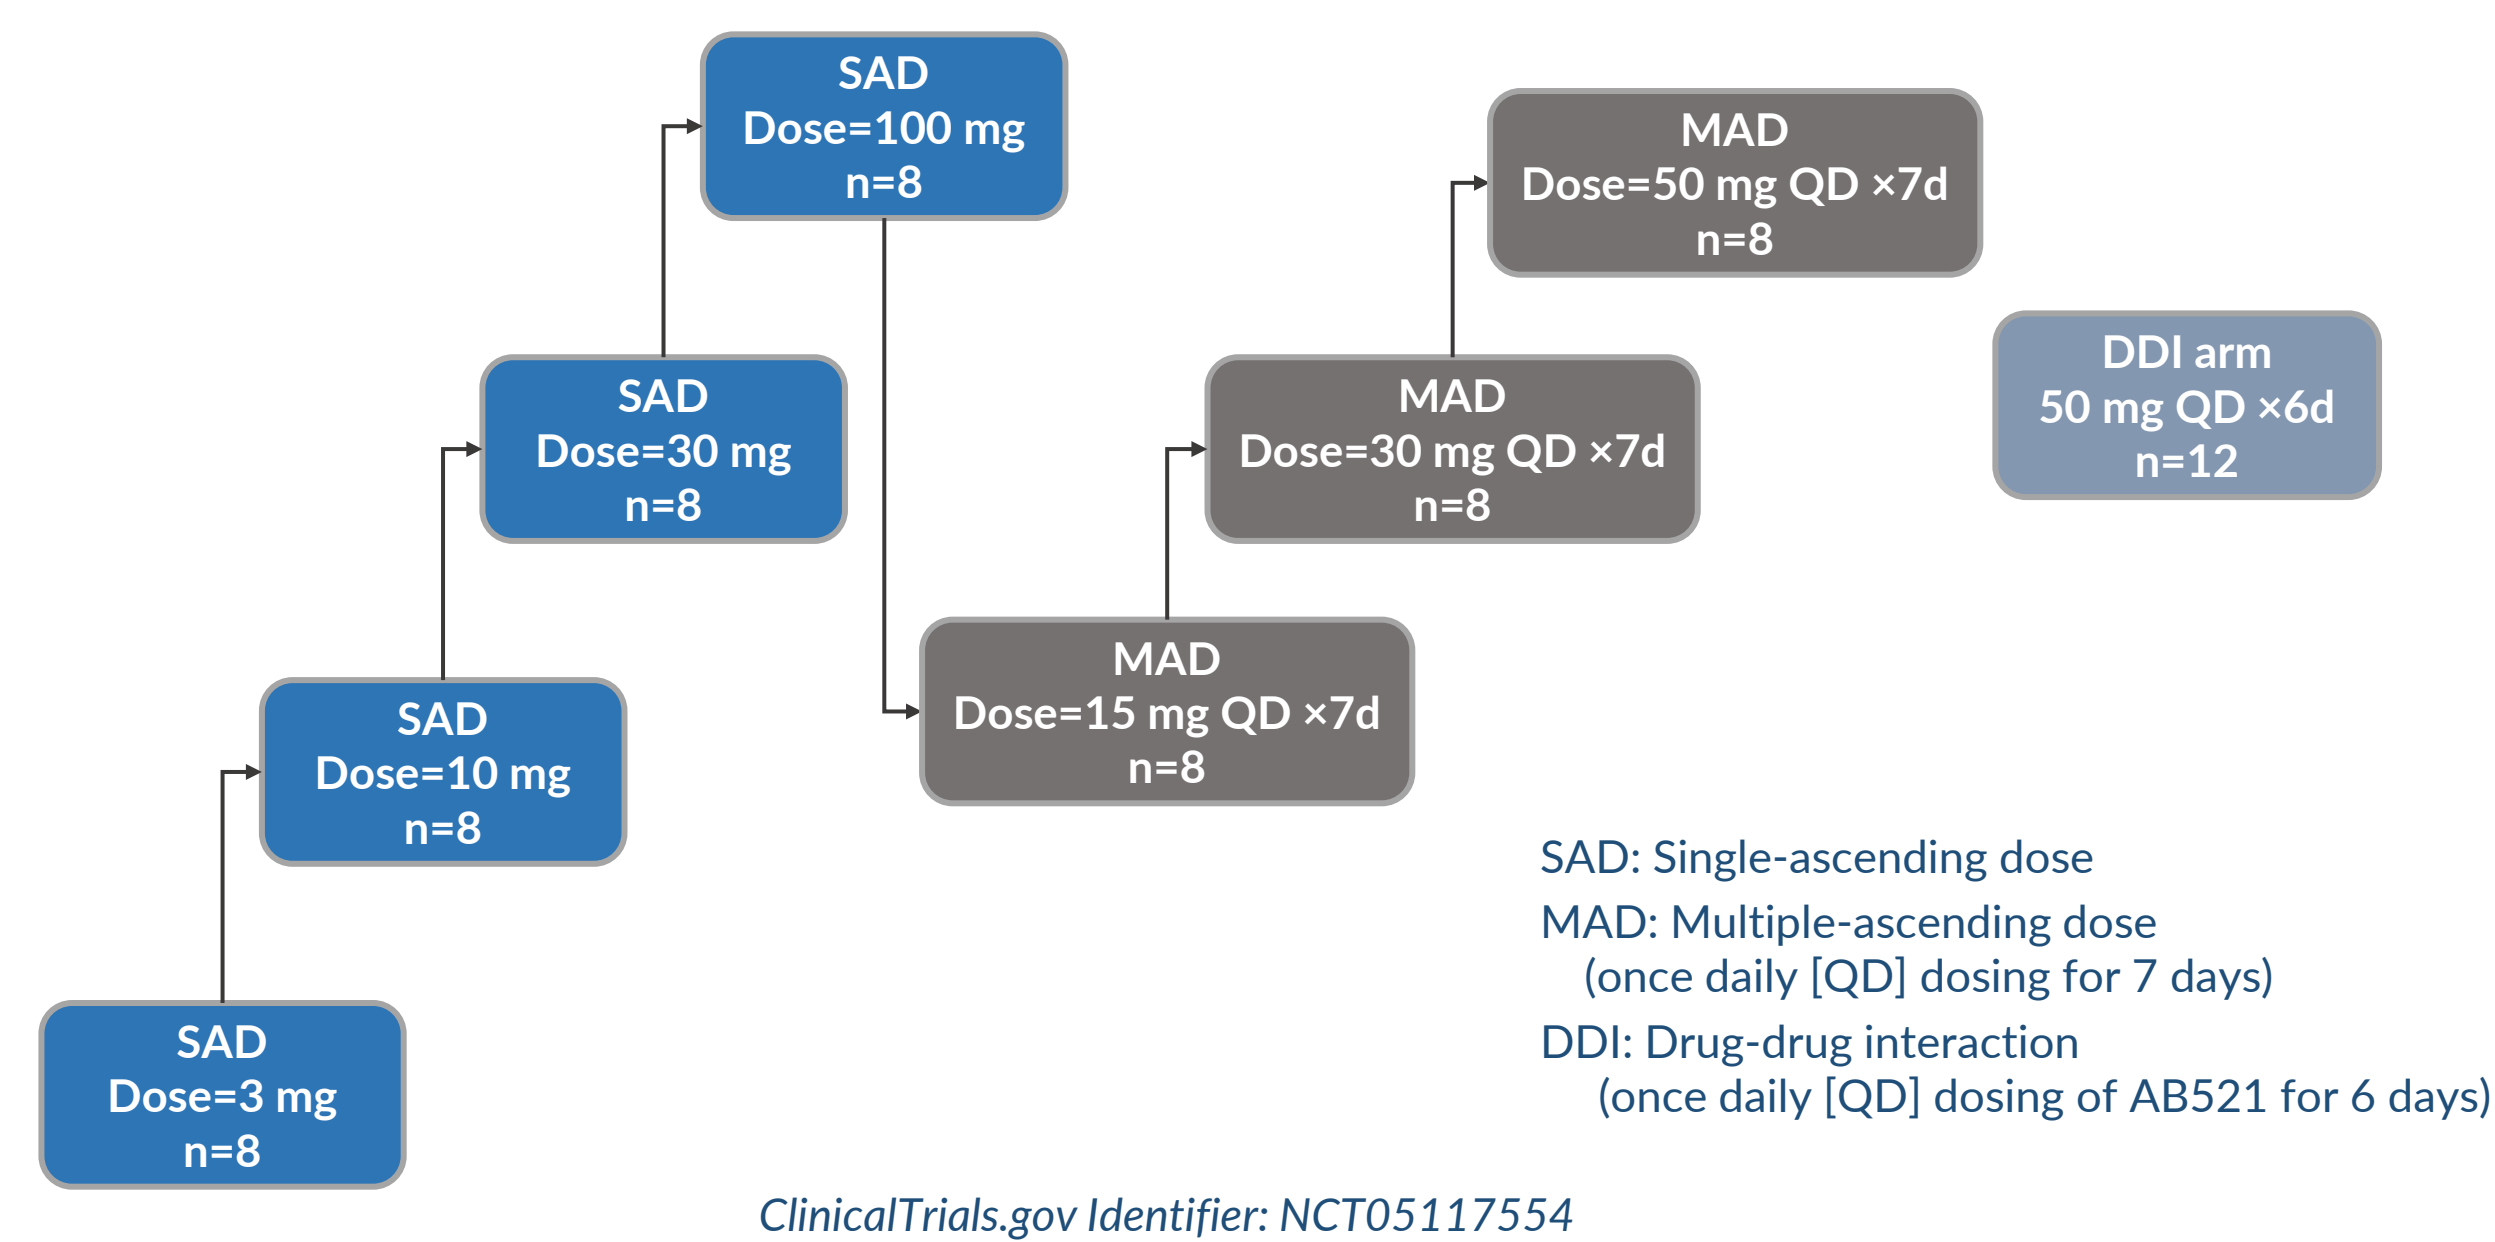 SAD
Dose=100 mg
n=8
MAD
Dose=50 mg QD ×7d
n=8
DDI arm
50 mg QD ×6d
n=12
SAD
Dose=30 mg
n=8
MAD
Dose=30 mg QD ×7d
n=8
SAD
Dose=10 mg
n=8
MAD
Dose=15 mg QD ×7d
n=8
SAD
Dose=3 mg
n=8
SAD: Single-ascending dose
MAD: Multiple-ascending dose
(once daily [QD] dosing for 7 days)
DDI: Drug-drug interaction
(once daily [QD] dosing of AB521 for 6 days)
ClinicalTrials.gov Identifier: NCT05117554